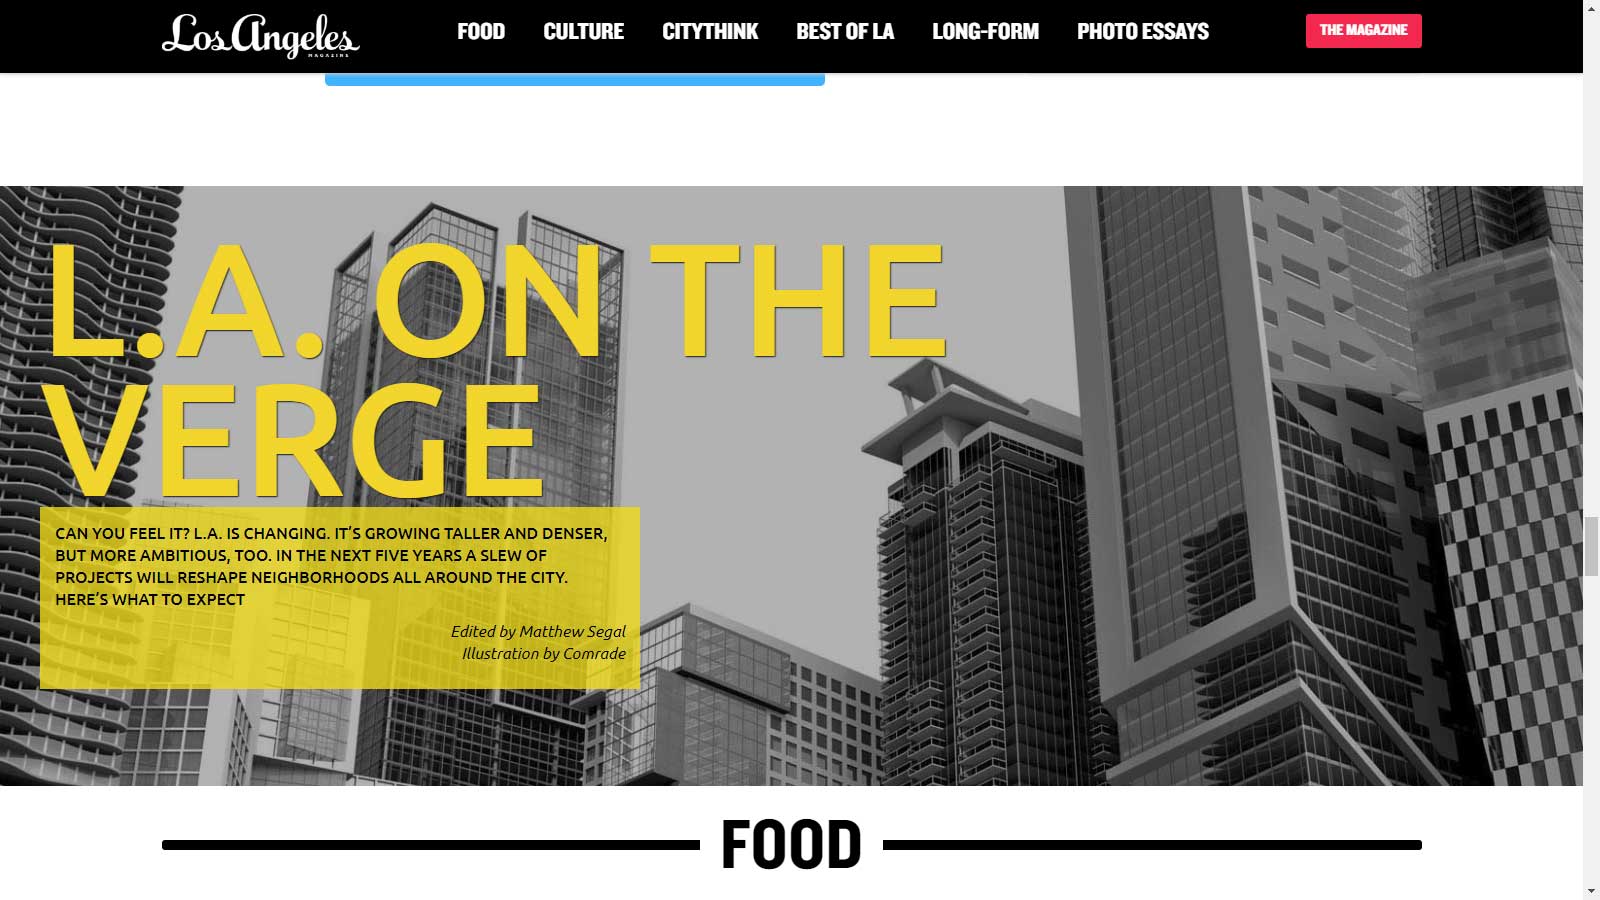 Los Angeles
MAGAZINE
FOOD
CULTURE
CITYTHINK
BEST OF LA
LONG-FORM
PHOTO ESSAYS
THE MAGAZINE
L.A. ON THE
VERGE
CAN YOU FEEL IT? L.A. IS CHANGING. IT’S GROWING TALLER AND DENSER,
BUT MORE AMBITIOUS, TOO. IN THE NEXT FIVE YEARS A SLEW OF
PROJECTS WILL RESHAPE NEIGHBORHOODS ALL AROUND THE CITY.
HERE’S WHAT TO EXPECT
Edited by Matthew Segal
Illustration by Comrade
FOOD